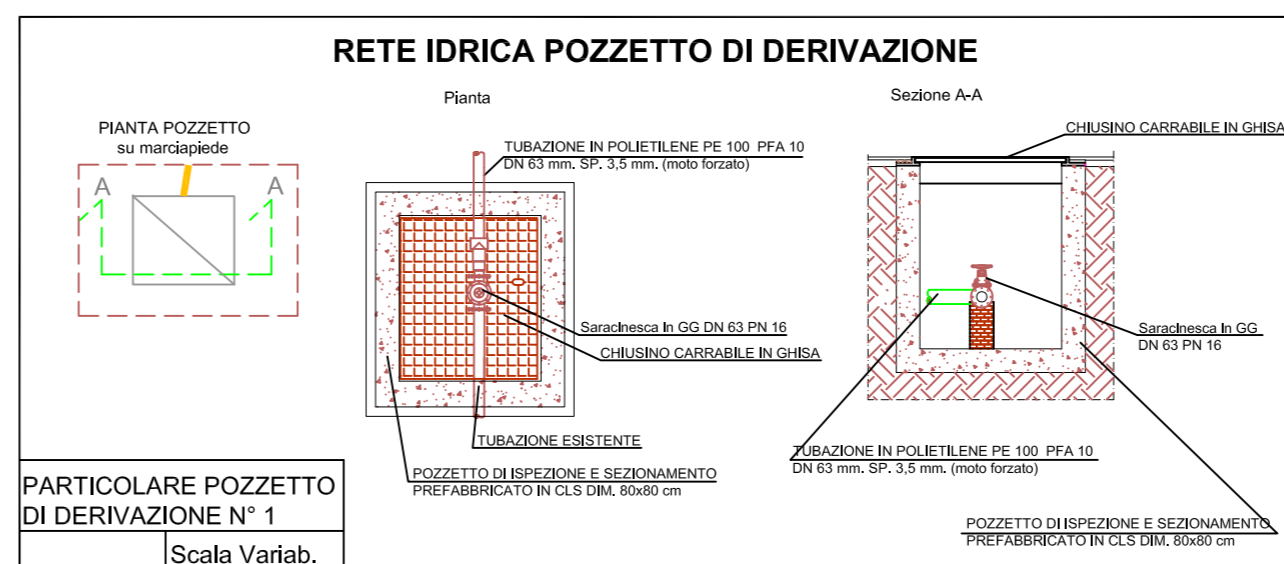 RETE IDRICA POZZETTO DI DERIVAZIONE
PIANTA POZZETTO
su marciapiede
A
A
Pianta
TUBAZIONE IN POLIETILENE PE 100 PFA 10
DN 63 mm. SP. 3,5 mm. (moto forzato)
Saracinesca In GG DN 63 PN 16
CHIUSINO CARRABILE IN GHISA
TUBAZIONE ESISTENTE
POZZETTO DI ISPEZIONE E SEZIONAMENTO
PREFABBRICATO IN CLS DIM. 80x80 cm
Sezione A-A
CHIUSINO CARRABILE IN GHISA
Saracinesca In GG
DN 63 PN 16
TUBAZIONE IN POLIETILENE PE 100 PFA 10
DN 63 mm. SP. 3,5 mm. (moto forzato)
POZZETTO DI ISPEZIONE E SEZIONAMENTO
PREFABBRICATO IN CLS DIM. 80x80 cm
PARTICOLARE POZZETTO
DI DERIVAZIONE N° 1
Scala Variab.